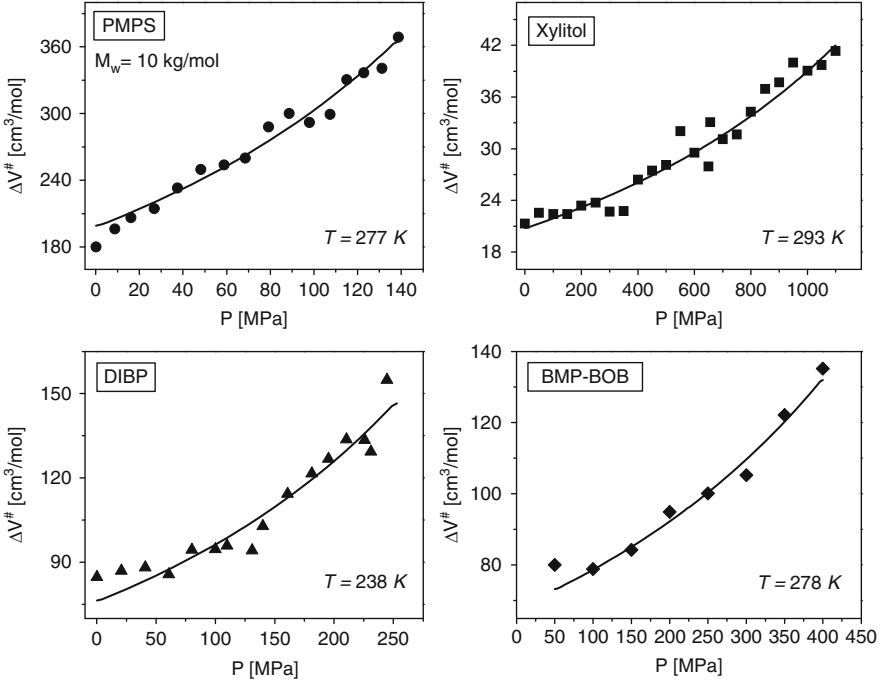 PMPS
M_w= 10 kg/mol
ΔV# [cm³/mol]
360
300
240
180
T = 277 K
0 20 40 60 80 100 120 140
P [MPa]
Xylitol
ΔV# [cm³/mol]
42
36
30
24
18
T = 293 K
0 200 400 600 800 1000
P [MPa]
DIBP
ΔV# [cm³/mol]
150
120
90
T = 238 K
0 50 100 150 200 250
P [MPa]
BMP-BOB
ΔV# [cm³/mol]
140
120
100
80
T = 278 K
0 50 100 150 200 250 300 350 400 450
P [MPa]